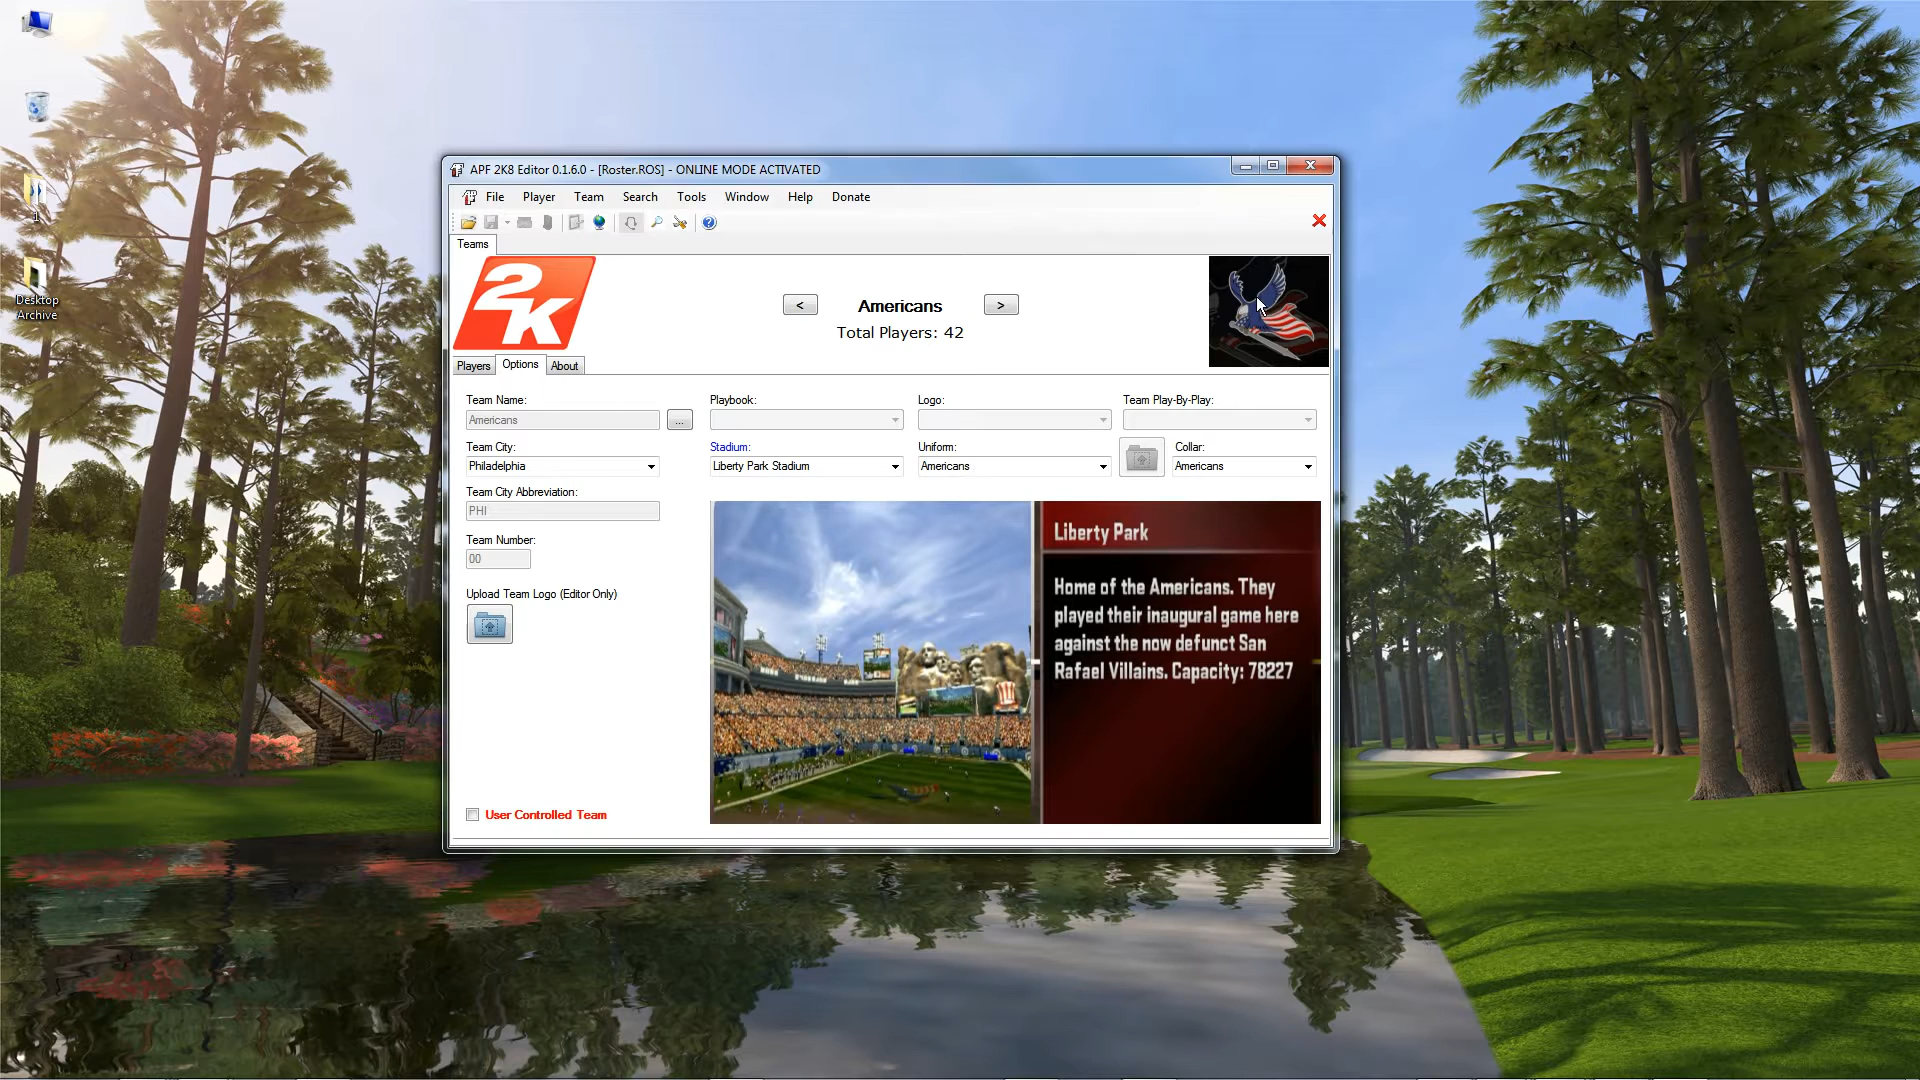 APF 2K8 Editor 0.1.6.0 - [Roster.ROS] - ONLINE MODE ACTIVATED
File Player Team Search Tools Window Help Donate
Teams
2K
< Americans >
Total Players: 42
Players Options About
Team Name: Playbook: Logo: Team Play-By-Play:
Americans ...
Team City: Stadium: Uniform: Collar:
Philadelphia Liberty Park Stadium Americans Americans
Team City Abbreviation:
PHI
Team Number:
00
Upload Team Logo (Editor Only)
Liberty Park
Home of the Americans. They
played their inaugural game here
against the now defunct San
Rafael Villains. Capacity: 78227
User Controlled Team
1
Desktop
Archive